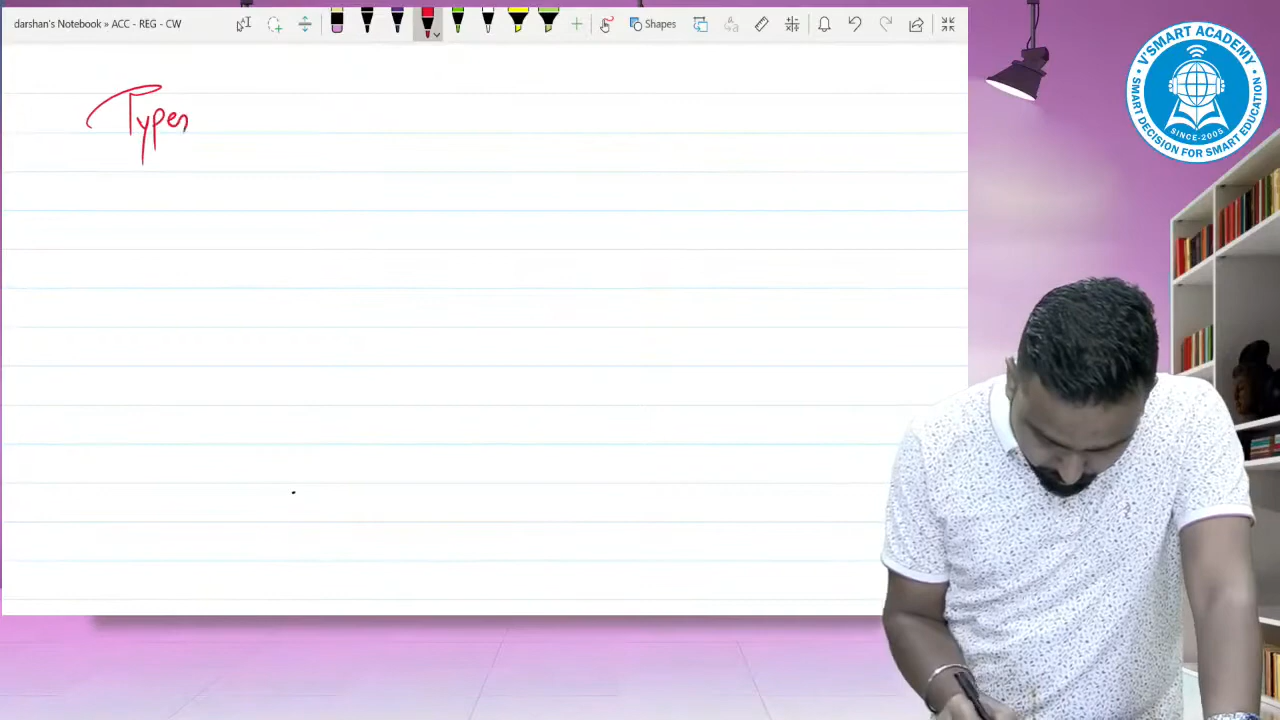 darshan's Notebook » ACC - REG - CW
Shapes
Types
V'SMART ACADEMY
SINCE-2005
SMART DECISION FOR SMART EDUCATION